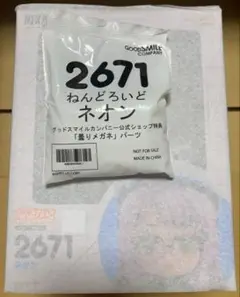 GOODSMILE
COMPANY
2671
ねんどろいど
ネオン
グッドスマイルカンパニー公式ショップ特典
「曇りメガネ」パーツ
NOT FOR SALE
MADE IN CHINA
2671